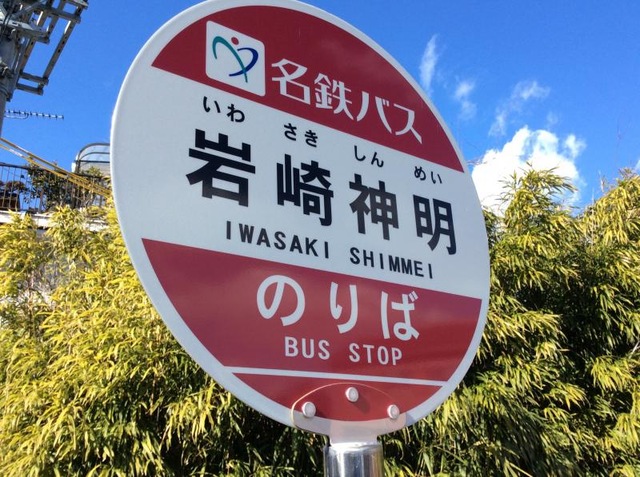 名鉄バス
いわ さき しん めい
岩崎神明
IWASAKI SHIMMEI
のりば
BUS STOP